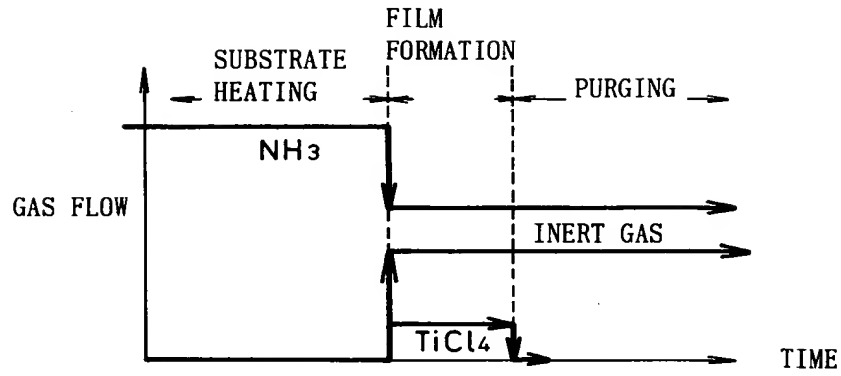 FILM
FORMATION
SUBSTRATE
HEATING
PURGING
NH3
GAS FLOW
INERT GAS
TiCl4
TIME